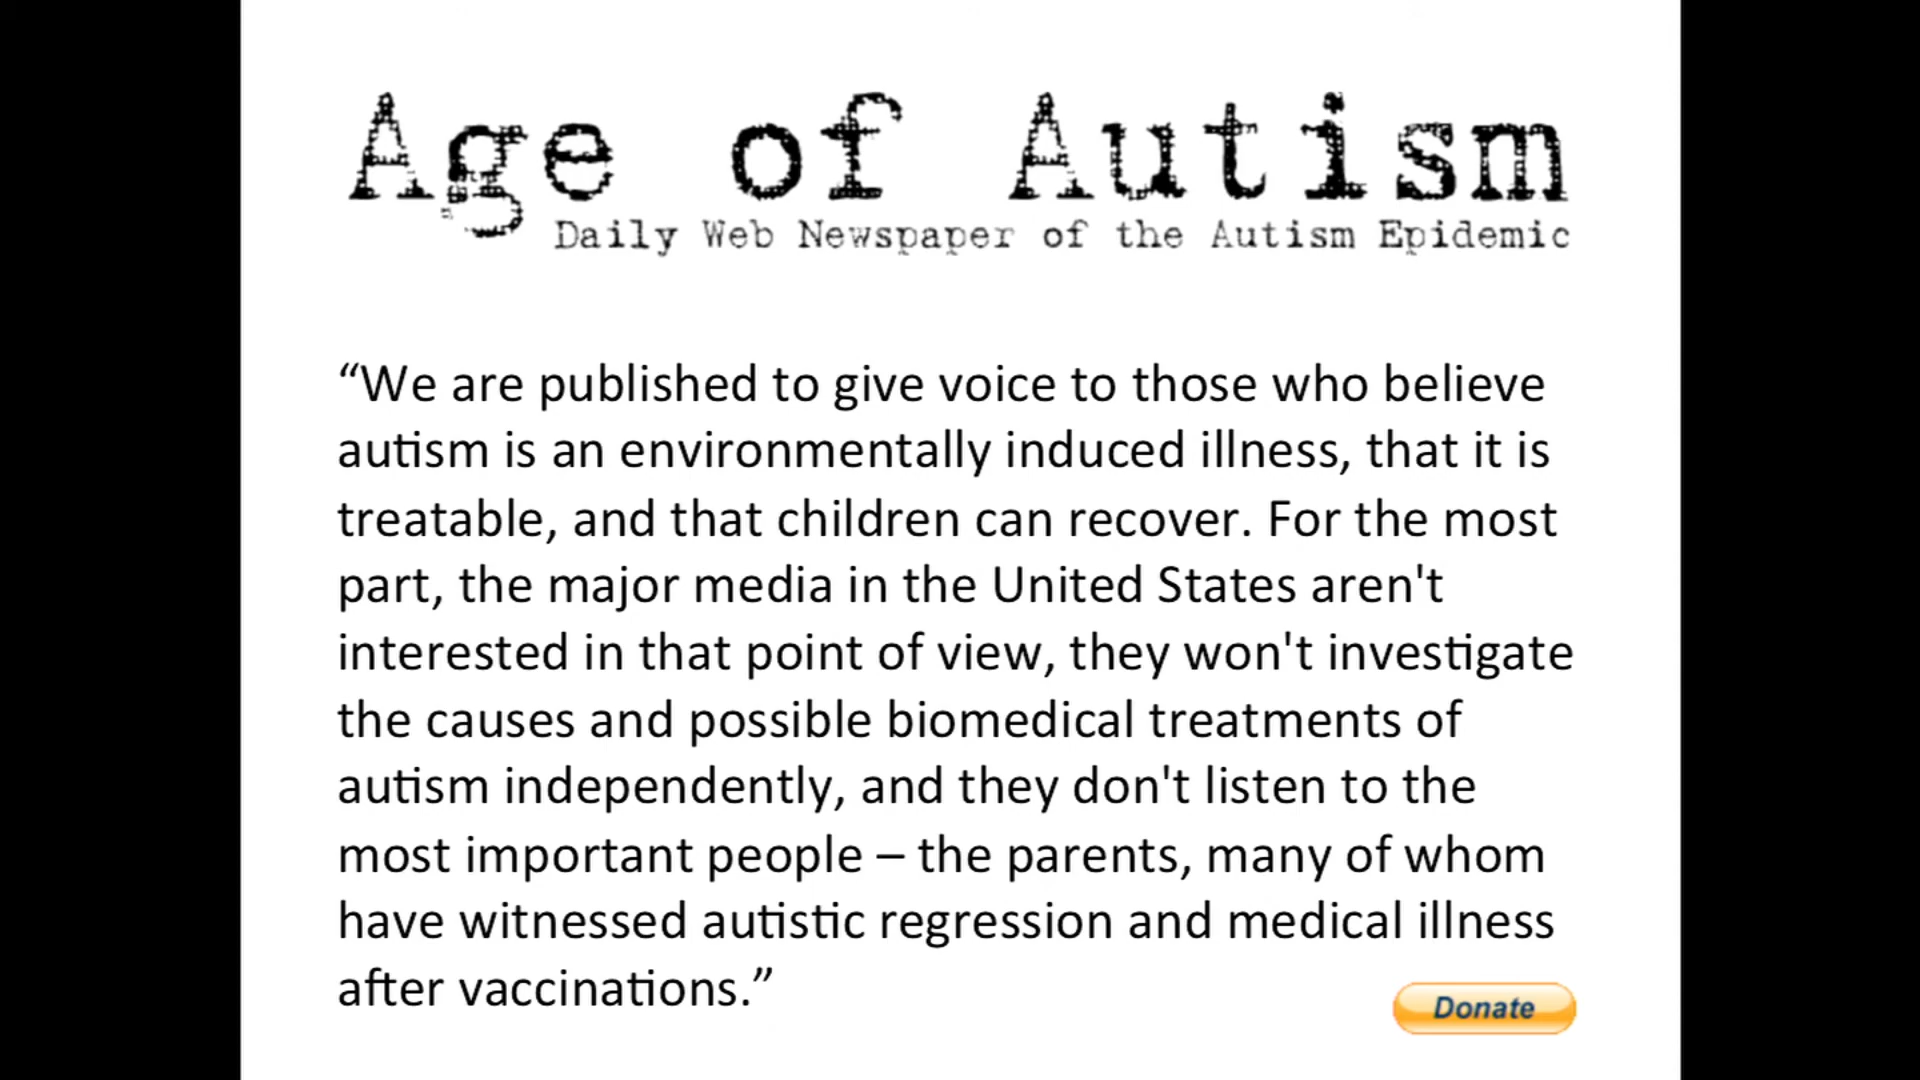 Age of Autism
Daily Web Newspaper of the Autism Epidemic
“We are published to give voice to those who believe
autism is an environmentally induced illness, that it is
treatable, and that children can recover. For the most
part, the major media in the United States aren't
interested in that point of view, they won't investigate
the causes and possible biomedical treatments of
autism independently, and they don't listen to the
most important people – the parents, many of whom
have witnessed autistic regression and medical illness
after vaccinations.”
Donate